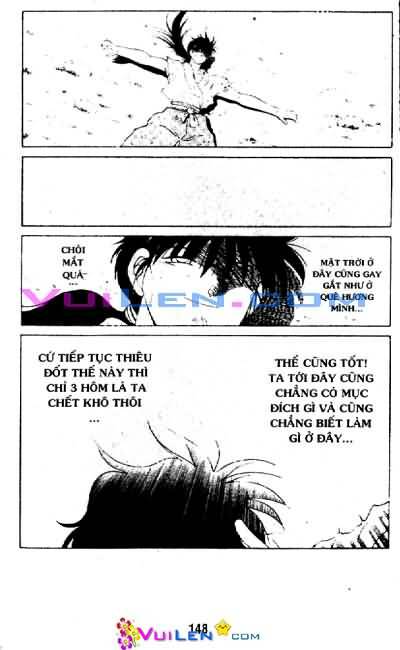 CHÓI
MẮT
QUÁ
...
MẶT TRỜI Ở
ĐÂY CŨNG GAY
GẮT NHƯ Ở
QUÊ HƯƠNG
MÌNH...
VUILEN.COM
CỨ TIẾP TỤC THIÊU
ĐỐT THẾ NÀY THÌ
CHỈ 3 HÔM LÀ TA
CHẾT KHÔ THÔI
...
THẾ CŨNG TỐT!
TA TỚI ĐÂY CŨNG
CHẲNG CÓ MỤC
ĐÍCH GÌ VÀ CŨNG
CHẲNG BIẾT LÀM
GÌ Ở ĐÂY...
148
VUILEN.COM